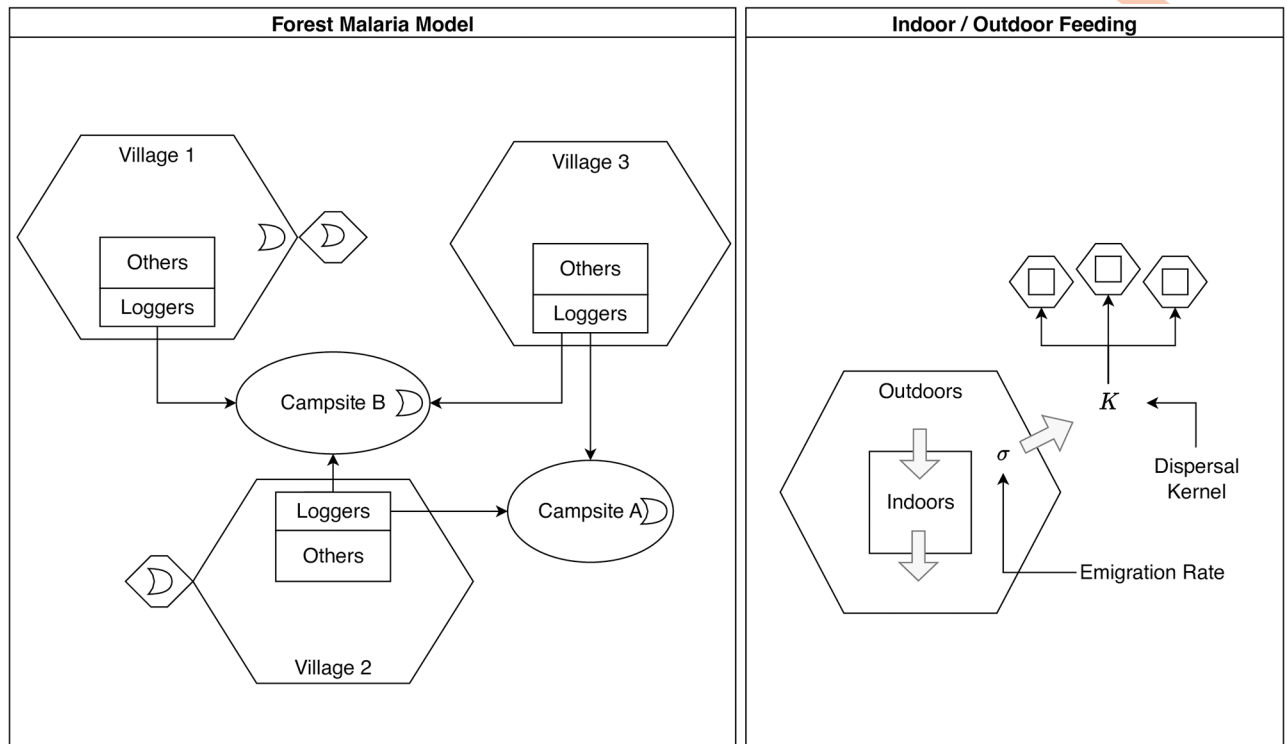 Forest Malaria Model
Village 1
Others
Loggers
Village 3
Others
Loggers
Campsite B
Campsite A
Loggers
Others
Village 2
Indoor / Outdoor Feeding
K
Dispersal
Kernel
Outdoors
σ
Indoors
Emigration Rate